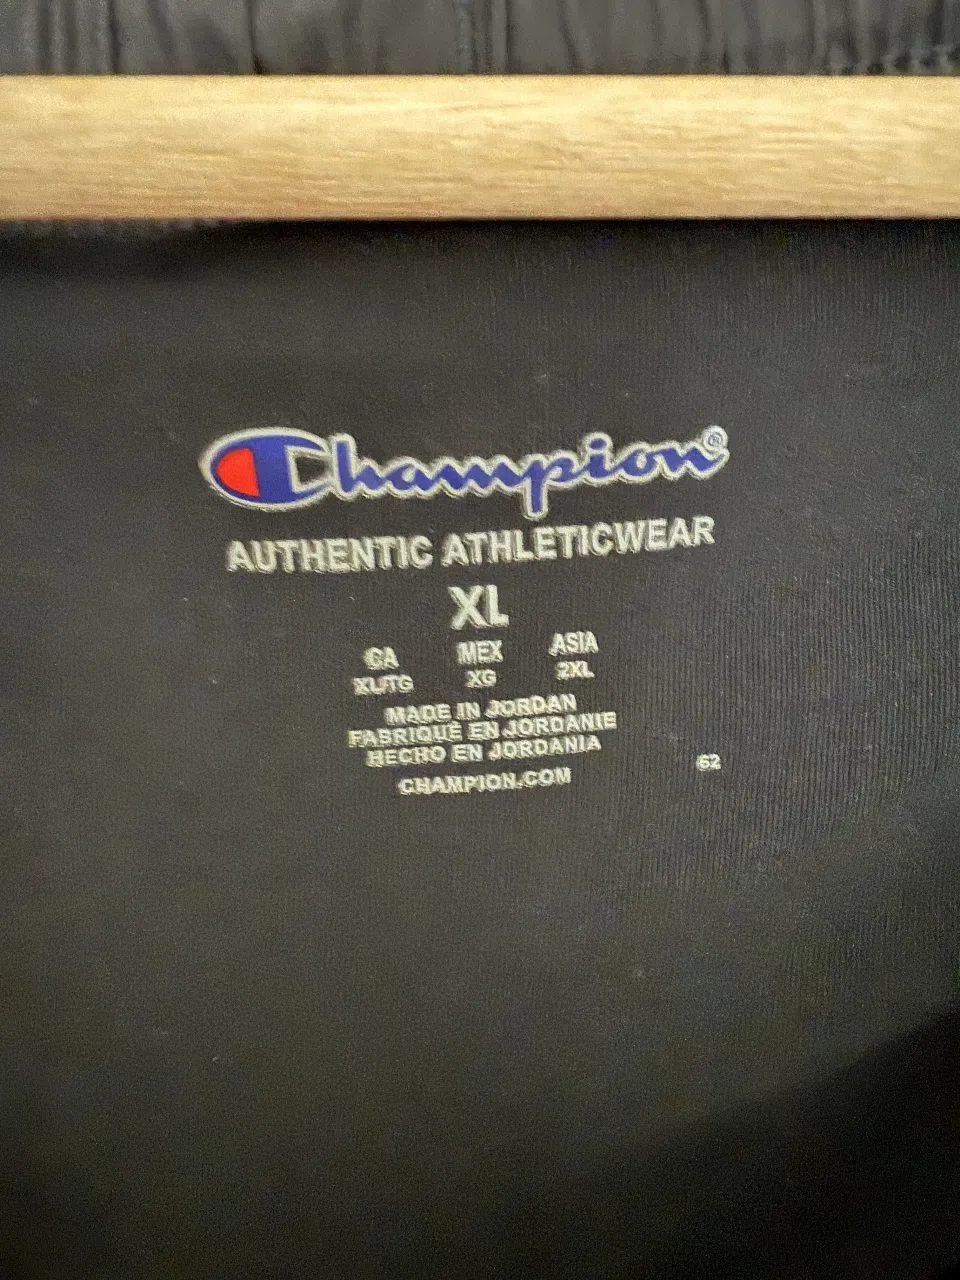 Champion®
AUTHENTIC ATHLETICWEAR
XL
CA MEX ASIA
XL/TG XG 2XL
MADE IN JORDAN
FABRIQUÉ EN JORDANIE
HECHO EN JORDANIA
CHAMPION.COM
62